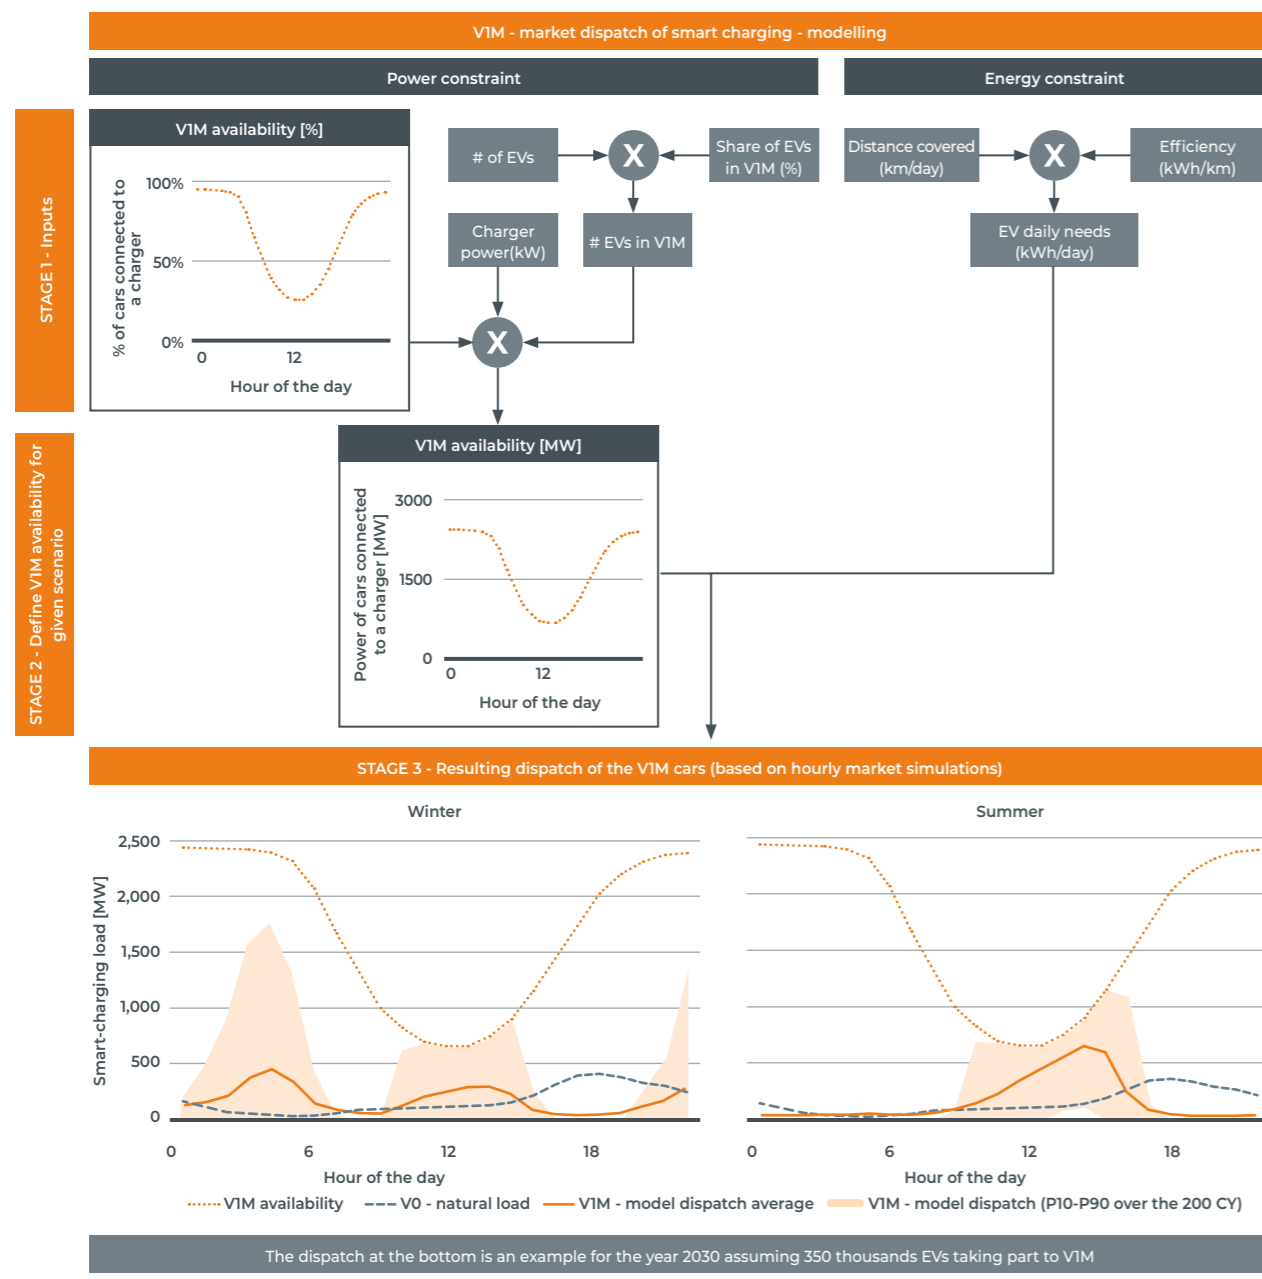 V1M - market dispatch of smart charging - modelling
Power constraint
Energy constraint
STAGE 1 - Inputs
V1M availability [%]
% of cars connected to
a charger
100%
50%
0%
0
12
Hour of the day
# of EVs
X
Share of EVs
in V1M (%)
Charger
power(kW)
# EVs in V1M
X
Distance covered
(km/day)
X
Efficiency
(kWh/km)
EV daily needs
(kWh/day)
STAGE 2 - Define V1M availability for
given scenario
V1M availability [MW]
Power of cars connected
to a charger [MW]
3000
1500
0
0
12
Hour of the day
STAGE 3 - Resulting dispatch of the V1M cars (based on hourly market simulations)
Winter
Summer
Smart-charging load [MW]
2,500
2,000
1,500
1,000
500
0
0
6
12
18
Hour of the day
0
6
12
18
Hour of the day
V1M availability
V0 - natural load
V1M - model dispatch average
V1M - model dispatch (P10-P90 over the 200 CY)
The dispatch at the bottom is an example for the year 2030 assuming 350 thousands EVs taking part to V1M